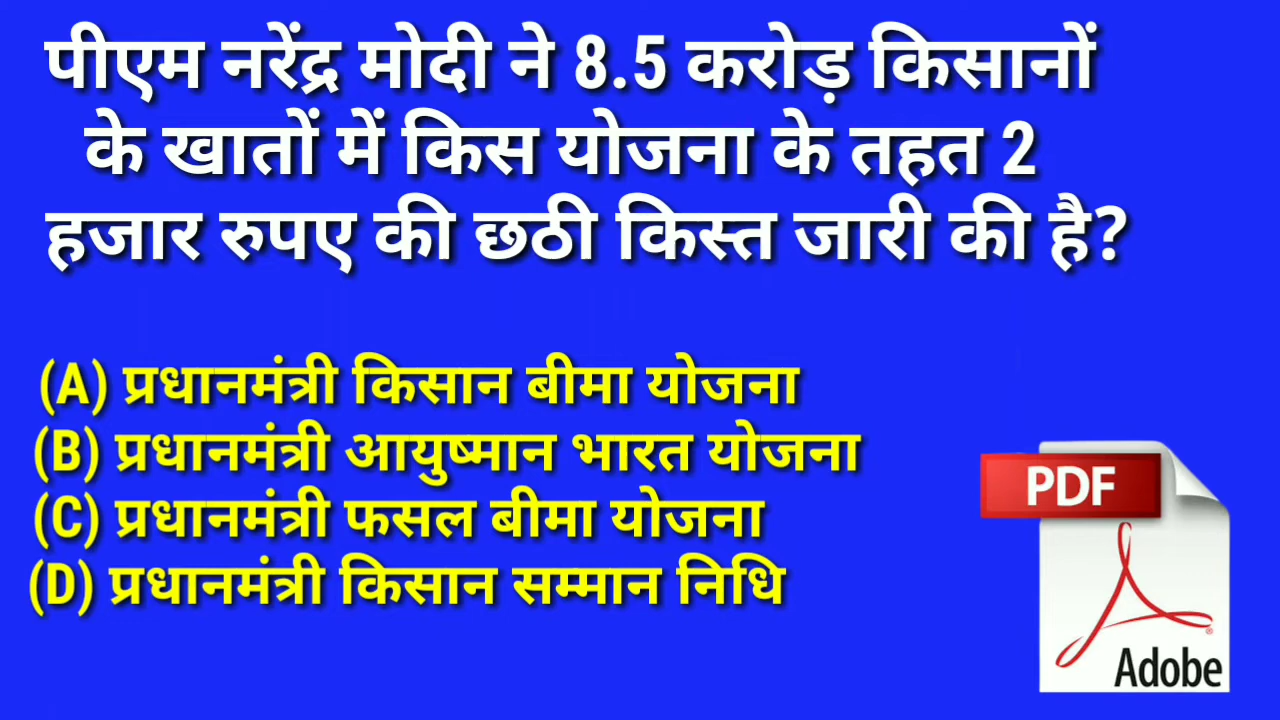 पीएम नरेंद्र मोदी ने 8.5 करोड़ किसानों
के खातों में किस योजना के तहत 2
हजार रुपए की छठी किस्त जारी की है?
(A) प्रधानमंत्री किसान बीमा योजना
(B) प्रधानमंत्री आयुष्मान भारत योजना
(C) प्रधानमंत्री फसल बीमा योजना
(D) प्रधानमंत्री किसान सम्मान निधि
PDF
Adobe